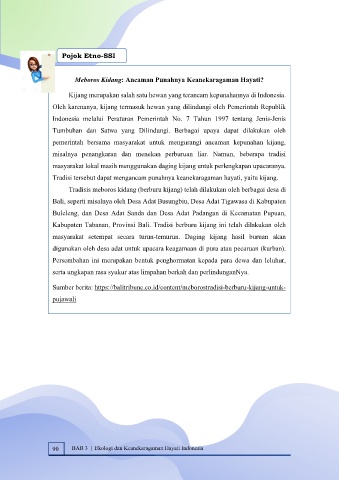 Pojok Etno-SSI
Meboros Kidang: Ancaman Punahnya Keanekaragaman Hayati?
Kijang merupakan salah satu hewan yang terancam kepunahannya di Indonesia.
Oleh karenanya, kijang termasuk hewan yang dilindungi oleh Pemerintah Republik
Indonesia melalui Peraturan Pemerintah No. 7 Tahun 1997 tentang Jenis-Jenis
Tumbuhan dan Satwa yang Dilindungi. Berbagai upaya dapat dilakukan oleh
pemerintah bersama masyarakat untuk mengurangi ancaman kepunahan kijang,
misalnya penangkaran dan menekan perburuan liar. Namun, beberapa tradisi
masyarakat lokal masih menggunakan daging kijang untuk perlengkapan upacaranya.
Tradisi tersebut dapat mengancam punahnya keanekaragaman hayati, yaitu kijang.
Tradisis meboros kidang (berburu kijang) telah dilakukan oleh berbagai desa di
Bali, seperti misalnya oleh Desa Adat Busungbiu, Desa Adat Tigawasa di Kabupaten
Buleleng, dan Desa Adat Sanda dan Desa Adat Padangan di Kecamatan Pupuan,
Kabupaten Tabanan, Provinsi Bali. Tradisi berburu kijang ini telah dilakukan oleh
masyarakat setempat secara turun-temurun. Daging kijang hasil buruan akan
digunakan oleh desa adat untuk upacara keagamaan di pura atau pecaruan (kurban).
Persembahan ini merupakan bentuk penghormatan kepada para dewa dan leluhur,
serta ungkapan rasa syukur atas limpahan berkah dan perlindunganNya.
Sumber berita: https://balitribune.co.id/content/meborostradisi-berburu-kijang-untuk-
pujawali
90 BAB 3 | Ekologi dan Keanekaragaman Hayati Indonesia